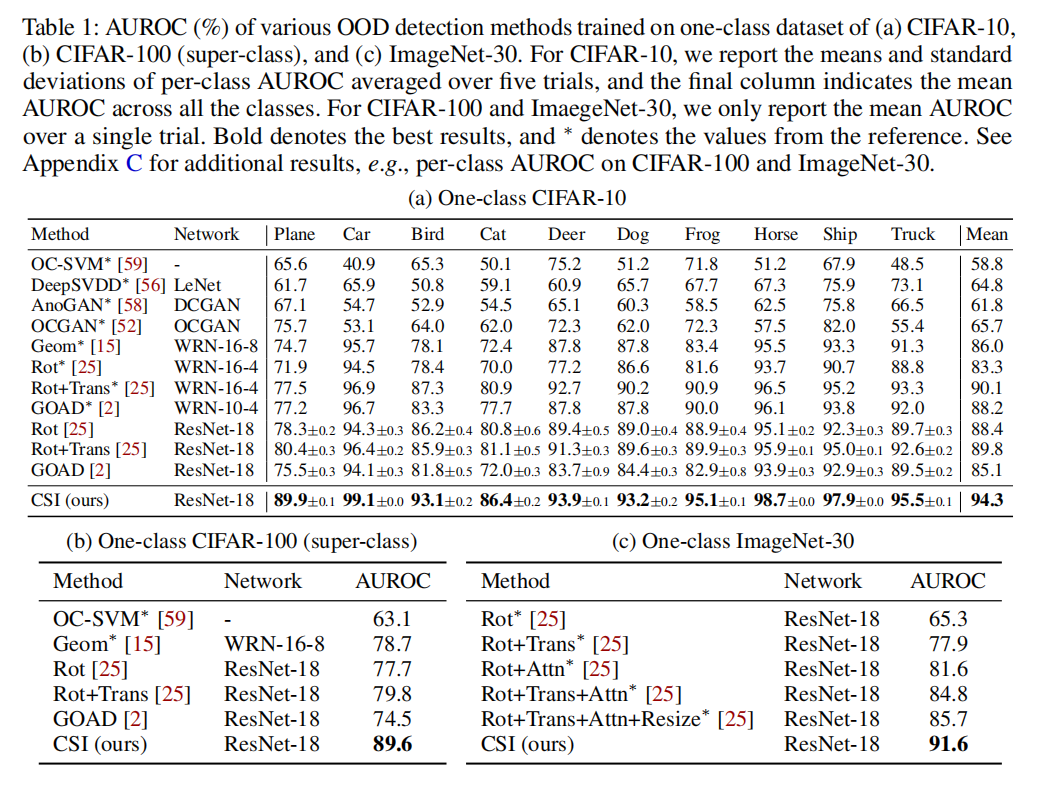 Table 1: AUROC (%) of various OOD detection methods trained on one-class dataset of (a) CIFAR-10,
(b) CIFAR-100 (super-class), and (c) ImageNet-30. For CIFAR-10, we report the means and standard
deviations of per-class AUROC averaged over five trials, and the final column indicates the mean
AUROC across all the classes. For CIFAR-100 and ImaegeNet-30, we only report the mean AUROC
over a single trial. Bold denotes the best results, and * denotes the values from the reference. See
Appendix C for additional results, e.g., per-class AUROC on CIFAR-100 and ImageNet-30.
(a) One-class CIFAR-10
Method Network Plane Car Bird Cat Deer Dog Frog Horse Ship Truck Mean
OC-SVM* [59] - 65.6 40.9 65.3 50.1 75.2 51.2 71.8 51.2 67.9 48.5 58.8
DeepSVDD* [56] LeNet 61.7 65.9 50.8 59.1 60.9 65.7 67.7 67.3 75.9 73.1 64.8
AnoGAN* [58] DCGAN 67.1 54.7 52.9 54.5 65.1 60.3 58.5 62.5 75.8 66.5 61.8
OCGAN* [52] OCGAN 75.7 53.1 64.0 62.0 72.3 62.0 72.3 57.5 82.0 55.4 65.7
Geom* [15] WRN-16-8 74.7 95.7 78.1 72.4 87.8 87.8 83.4 95.5 93.3 91.3 86.0
Rot* [25] WRN-16-4 71.9 94.5 78.4 70.0 77.2 86.6 81.6 93.7 90.7 88.8 83.3
Rot+Trans* [25] WRN-16-4 77.5 96.9 87.3 80.9 92.7 90.2 90.9 96.5 95.2 93.3 90.1
GOAD* [2] WRN-10-4 77.2 96.7 83.3 77.7 87.8 87.8 90.0 96.1 93.8 92.0 88.2
Rot [25] ResNet-18 78.3±0.2 94.3±0.3 86.2±0.4 80.8±0.6 89.4±0.5 89.0±0.4 88.9±0.4 95.1±0.2 92.3±0.3 89.7±0.3 88.4
Rot+Trans [25] ResNet-18 80.4±0.3 96.4±0.2 85.9±0.3 81.1±0.5 91.3±0.3 89.6±0.3 89.9±0.3 95.9±0.1 95.0±0.1 92.6±0.2 89.8
GOAD [2] ResNet-18 75.5±0.3 94.1±0.3 81.8±0.5 72.0±0.3 83.7±0.9 84.4±0.3 82.9±0.8 93.9±0.3 92.9±0.3 89.5±0.2 85.1
CSI (ours) ResNet-18 89.9±0.1 99.1±0.0 93.1±0.2 86.4±0.2 93.9±0.1 93.2±0.2 95.1±0.1 98.7±0.0 97.9±0.0 95.5±0.1 94.3
(b) One-class CIFAR-100 (super-class)
Method Network AUROC
OC-SVM* [59] - 63.1
Geom* [15] WRN-16-8 78.7
Rot [25] ResNet-18 77.7
Rot+Trans [25] ResNet-18 79.8
GOAD [2] ResNet-18 74.5
CSI (ours) ResNet-18 89.6
(c) One-class ImageNet-30
Method Network AUROC
Rot* [25] ResNet-18 65.3
Rot+Trans* [25] ResNet-18 77.9
Rot+Attn* [25] ResNet-18 81.6
Rot+Trans+Attn* [25] ResNet-18 84.8
Rot+Trans+Attn+Resize* [25] ResNet-18 85.7
CSI (ours) ResNet-18 91.6